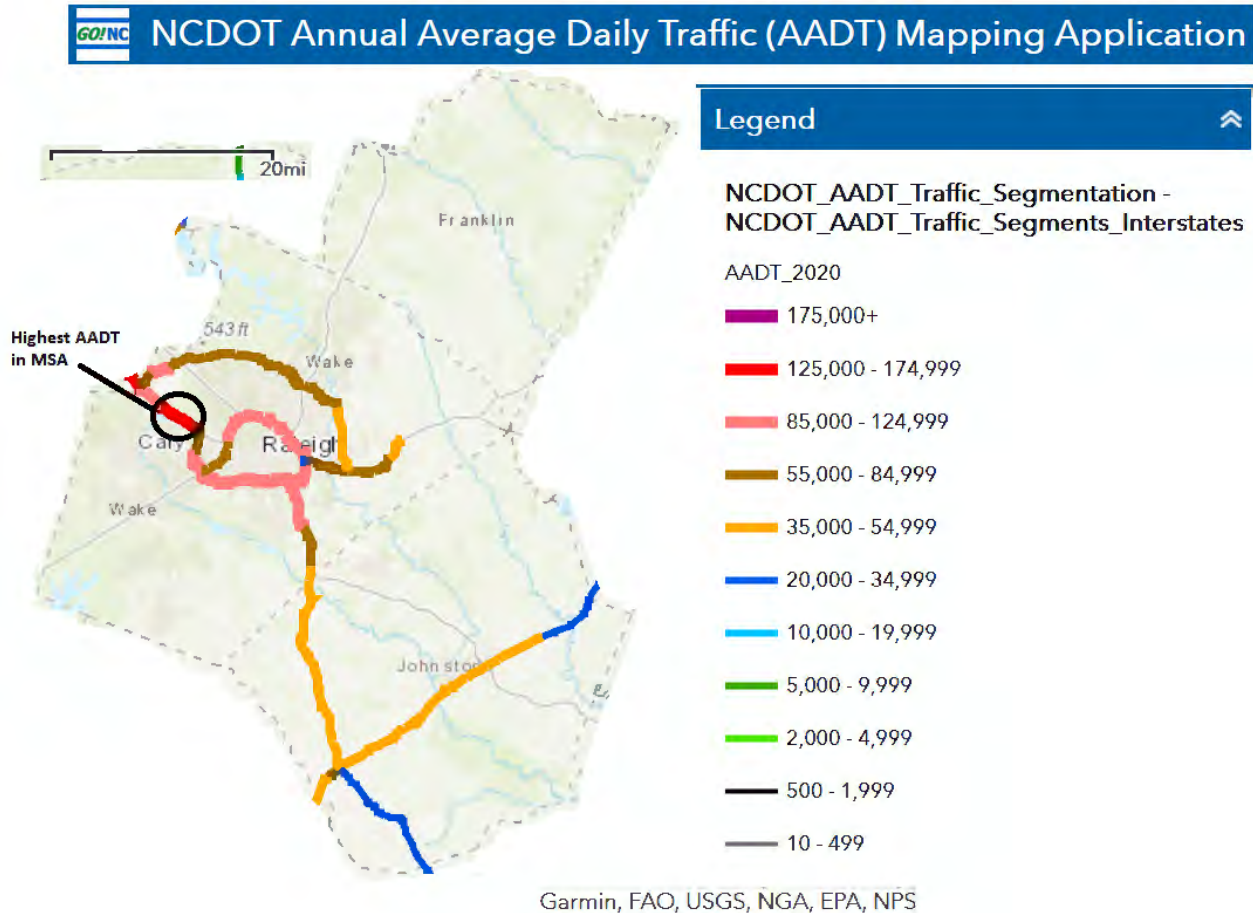 GO!NC
NCDOT Annual Average Daily Traffic (AADT) Mapping Application
20mi
Franklin
543 ft
Wake
Highest AADT
in MSA
Cary
Raleigh
Wake
Johnston
Legend
NCDOT_AADT_Traffic_Segmentation -
NCDOT_AADT_Traffic_Segments_Interstates
AADT_2020
175,000+
125,000 - 174,999
85,000 - 124,999
55,000 - 84,999
35,000 - 54,999
20,000 - 34,999
10,000 - 19,999
5,000 - 9,999
2,000 - 4,999
500 - 1,999
10 - 499
Garmin, FAO, USGS, NGA, EPA, NPS